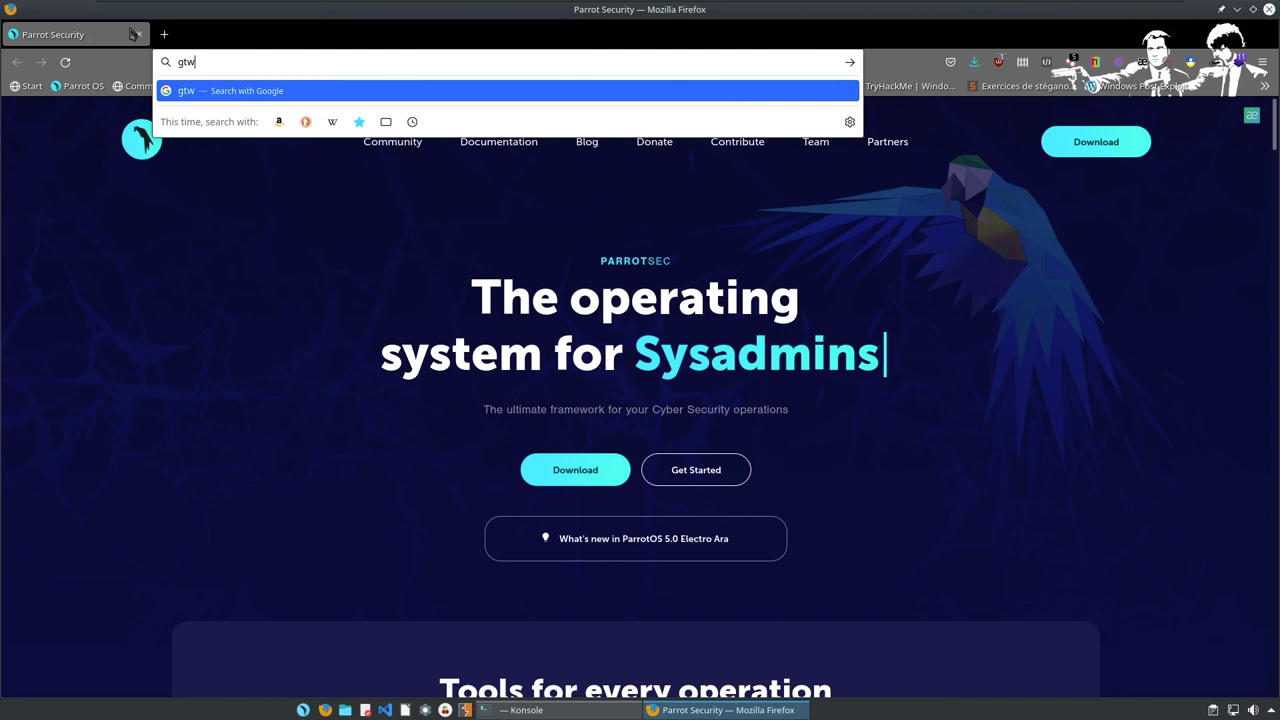 Parrot Security — Mozilla Firefox
Parrot Security
gtw
gtw — Search with Google
This time, search with:
Start
Parrot OS
Comm
TryHackMe | Windo...
Exercices de stégano...
Windows Post-Exploi...
Community
Documentation
Blog
Donate
Contribute
Team
Partners
Download
PARROTSEC
The operating
system for Sysadmins
The ultimate framework for your Cyber Security operations
Download
Get Started
What's new in ParrotOS 5.0 Electro Ara
Tools for every operation
— Konsole
Parrot Security — Mozilla Firefox